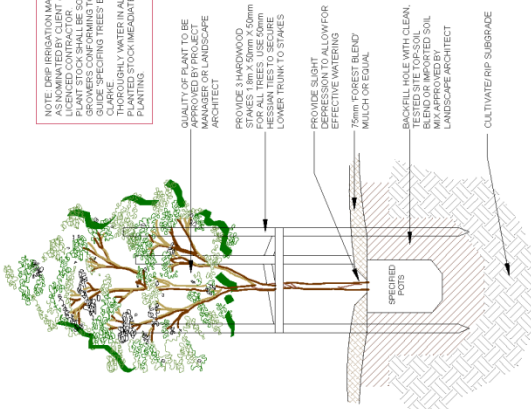 NOTE: DRIP IRRIGATION MA
AS NOMINATED BY CLIENT
LICENCED CONTRACTOR.
PLANT STOCK SHALL BE SO
GROWERS CONFORMING TO
GUIDE SPECIFYING TREES'
CLARKE.
THOROUGHLY WATER IN AL
PLANTED STOCK IMEADIATE
PLANTING.
QUALITY OF PLANT TO BE
APPROVED BY PROJECT
MANAGER OR LANDSCAPE
ARCHITECT
PROVIDE 3 HARDWOOD
STAKES 1.8m X 50mm X 50mm
FOR ALL TREES. USE 50mm
HESSIAN TIES TO SECURE
LOWER TRUNK TO STAKES
PROVIDE SLIGHT
DEPRESSION TO ALLOW FOR
EFFECTIVE WATERING
75mm 'FOREST BLEND'
MULCH OR EQUAL
BACKFILL HOLE WITH CLEAN,
TESTED SITE TOP-SOIL
BLEND OR IMPORTED SOIL
MIX APPROVED BY
LANDSCAPE ARCHITECT
CULTIVATE/RIP SUBGRADE
SPECIFIED
POTS